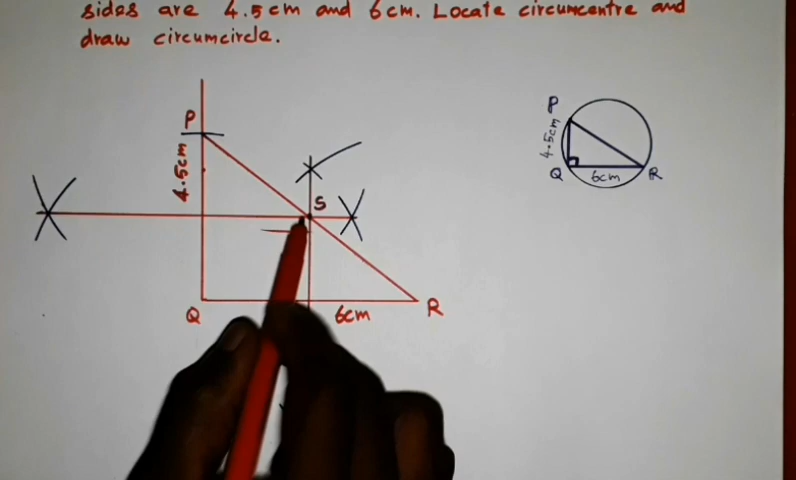 sides are 4.5cm and 6cm. Locate circumcentre and
draw circumcircle.
P
4.5cm
S
Q
6cm
R
P
4.5cm
Q
6cm
R